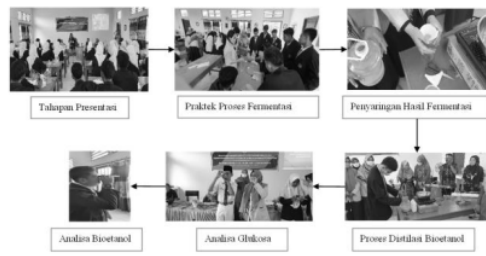 Tahapan Presentasi
Praktek Proses Fermentasi
Penyaringan Hasil Fermentasi
Analisa Bioetanol
Analisa Glukosa
Proses Distilasi Bioetanol